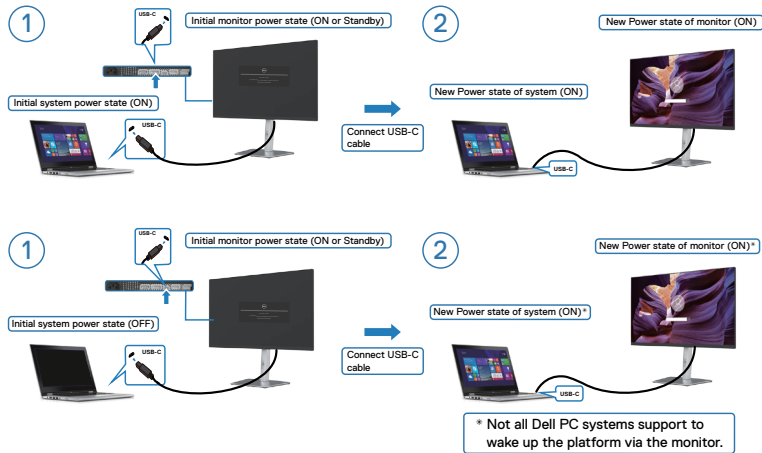 1
USB-C
Initial monitor power state (ON or Standby)
Initial system power state (ON)
USB-C
Connect USB-C
cable
2
New Power state of monitor (ON)
New Power state of system (ON)
USB-C
1
USB-C
Initial monitor power state (ON or Standby)
Initial system power state (OFF)
USB-C
Connect USB-C
cable
2
New Power state of monitor (ON)*
New Power state of system (ON)*
USB-C
* Not all Dell PC systems support to
wake up the platform via the monitor.